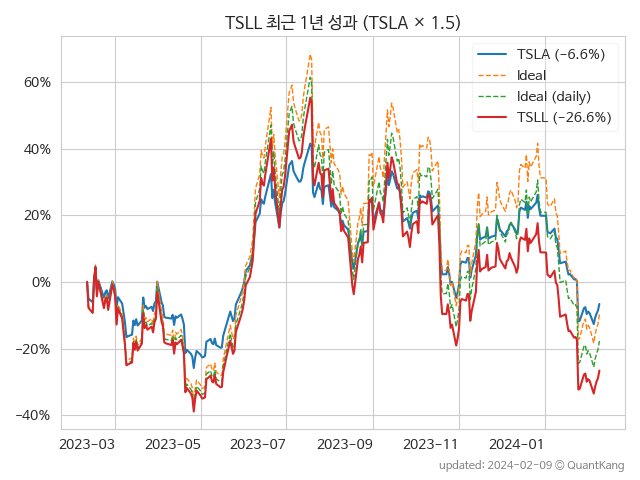 TSLL 최근 1년 성과 (TSLA × 1.5)
TSLA (−6.6%)
Ideal
Ideal (daily)
TSLL (−26.6%)
60%
40%
20%
0%
−20%
−40%
2023-03 2023-05 2023-07 2023-09 2023-11 2024-01
updated: 2024-02-09 © QuantKang